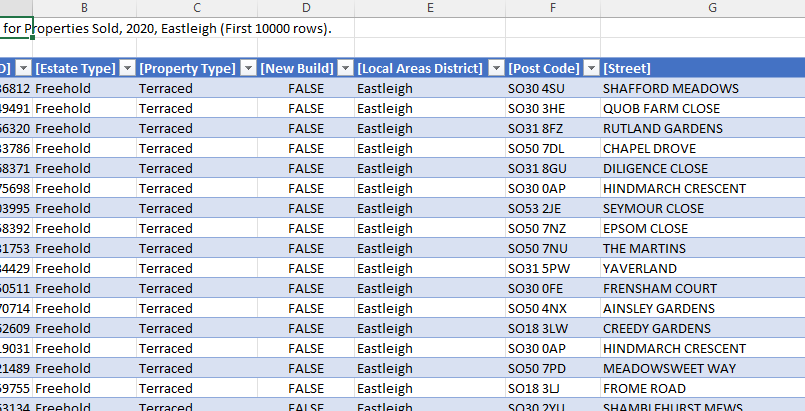 B C D E F G
for Properties Sold, 2020, Eastleigh (First 10000 rows).
D] [Estate Type] [Property Type] [New Build] [Local Areas District] [Post Code] [Street]
36812 Freehold Terraced FALSE Eastleigh SO30 4SU SHAFFORD MEADOWS
49491 Freehold Terraced FALSE Eastleigh SO30 3HE QUOB FARM CLOSE
56320 Freehold Terraced FALSE Eastleigh SO31 8FZ RUTLAND GARDENS
33786 Freehold Terraced FALSE Eastleigh SO50 7DL CHAPEL DROVE
58371 Freehold Terraced FALSE Eastleigh SO31 8GU DILIGENCE CLOSE
75698 Freehold Terraced FALSE Eastleigh SO30 0AP HINDMARCH CRESCENT
03995 Freehold Terraced FALSE Eastleigh SO53 2JE SEYMOUR CLOSE
58392 Freehold Terraced FALSE Eastleigh SO50 7NZ EPSOM CLOSE
31753 Freehold Terraced FALSE Eastleigh SO50 7NU THE MARTINS
34429 Freehold Terraced FALSE Eastleigh SO31 5PW YAVERLAND
50511 Freehold Terraced FALSE Eastleigh SO30 0FE FRENSHAM COURT
70714 Freehold Terraced FALSE Eastleigh SO50 4NX AINSLEY GARDENS
52609 Freehold Terraced FALSE Eastleigh SO18 3LW CREEDY GARDENS
19031 Freehold Terraced FALSE Eastleigh SO30 0AP HINDMARCH CRESCENT
21489 Freehold Terraced FALSE Eastleigh SO50 7PD MEADOWSWEET WAY
59755 Freehold Terraced FALSE Eastleigh SO18 3LJ FROME ROAD
53134 Freehold Terraced FALSE Eastleigh SO30 2YU SHAMBLEHURST MEWS